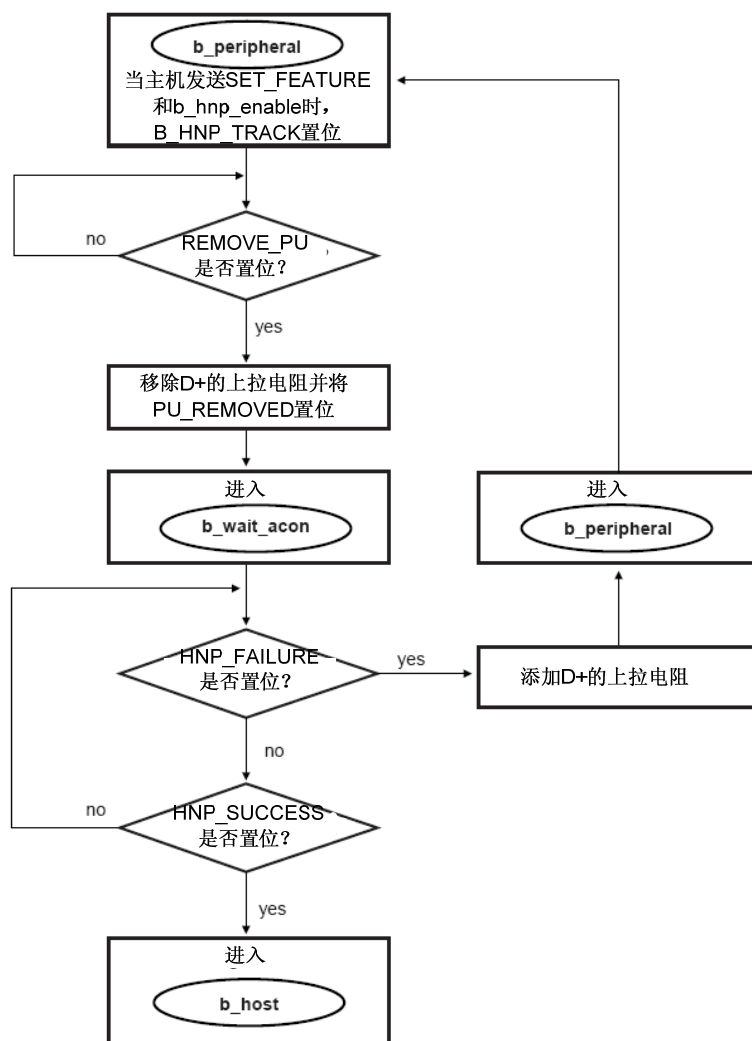 b_peripheral
当主机发送SET_FEATURE
和b_hnp_enable时，
B_HNP_TRACK置位
no
REMOVE_PU
是否置位？
yes
移除D+的上拉电阻并将
PU_REMOVED置位
进入
b_wait_acon
进入
b_peripheral
HNP_FAILURE
是否置位？
yes
添加D+的上拉电阻
no
no
HNP_SUCCESS
是否置位？
yes
进入
b_host